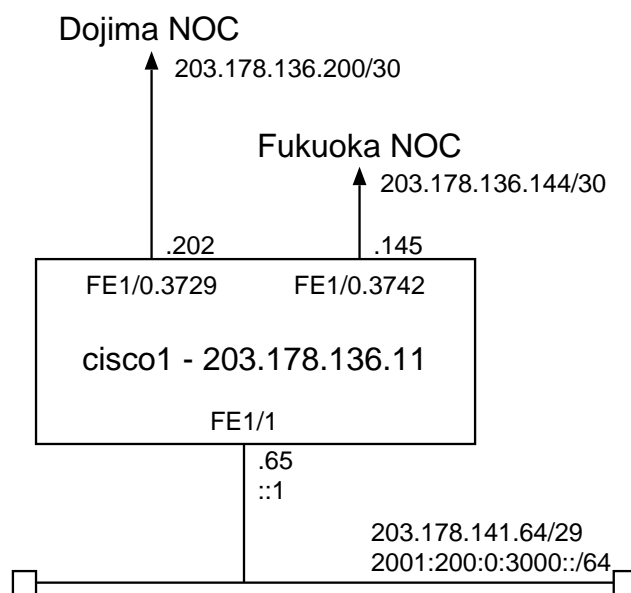 Dojima NOC
203.178.136.200/30
Fukuoka NOC
203.178.136.144/30
.202
.145
FE1/0.3729
FE1/0.3742
cisco1 - 203.178.136.11
FE1/1
.65
::1
203.178.141.64/29
2001:200:0:3000::/64